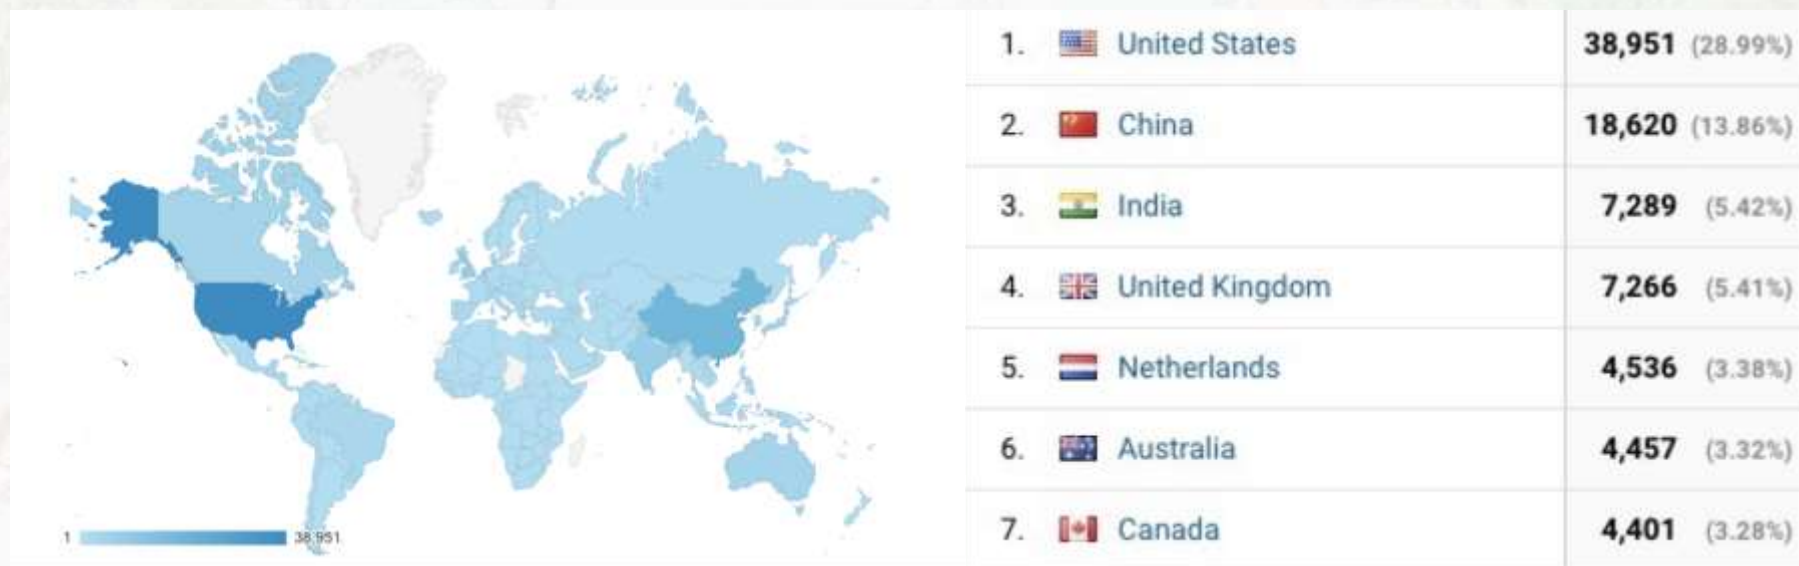 1. United States 38,951 (28.99%)
2. China 18,620 (13.86%)
3. India 7,289 (5.42%)
4. United Kingdom 7,266 (5.41%)
5. Netherlands 4,536 (3.38%)
6. Australia 4,457 (3.32%)
7. Canada 4,401 (3.28%)
1 38,951